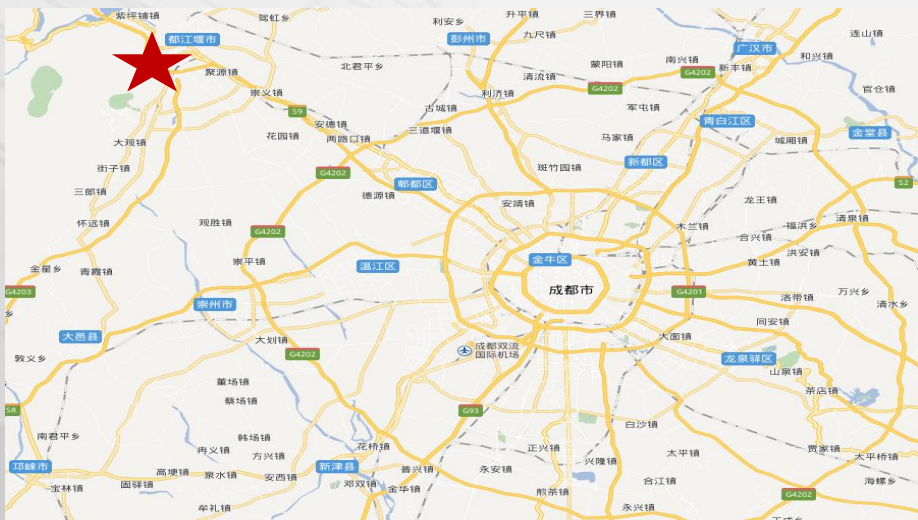 紫坪铺镇
驾虹乡
利安乡
升平镇
三界镇
都江堰市
彭州市
九尺镇
广汉市
连山镇
和兴镇
聚源镇
北君平乡
清流镇
蒙阳镇
南兴镇
新丰镇
G4202
官仓镇
崇义镇
利济镇
G4202
S9
古城镇
军屯镇
安德镇
三道堰镇
青白江区
花园镇
两路口镇
马家镇
金堂县
大观镇
城厢镇
街子镇
G4202
郫都区
斑竹园镇
新都区
S2
三郎镇
德源镇
安靖镇
龙王镇
怀远镇
观胜镇
G4202
木兰镇
合兴镇
福洪乡
清泉镇
洪安镇
金星乡
青霞镇
崇平镇
温江区
金牛区
黄土镇
G4203
成都市
G4201
洛带镇
万兴乡
清水乡
崇州市
大邑县
大划镇
同安镇
大面镇
敦义乡
G4202
成都双流
国际机场
龙泉驿区
山泉镇
董场镇
茶店镇
S8
蔡场镇
G93
白沙镇
南君平乡
韩场镇
冉义镇
方兴镇
花桥镇
正兴镇
太平镇
贾家镇
太平桥镇
邛崃市
高埂镇
泉水镇
安西镇
新津县
普兴镇
永安镇
兴隆镇
宝林镇
固驿镇
邓双镇
金华镇
煎茶镇
合江镇
海螺乡
G4202
牟礼镇
永兴镇